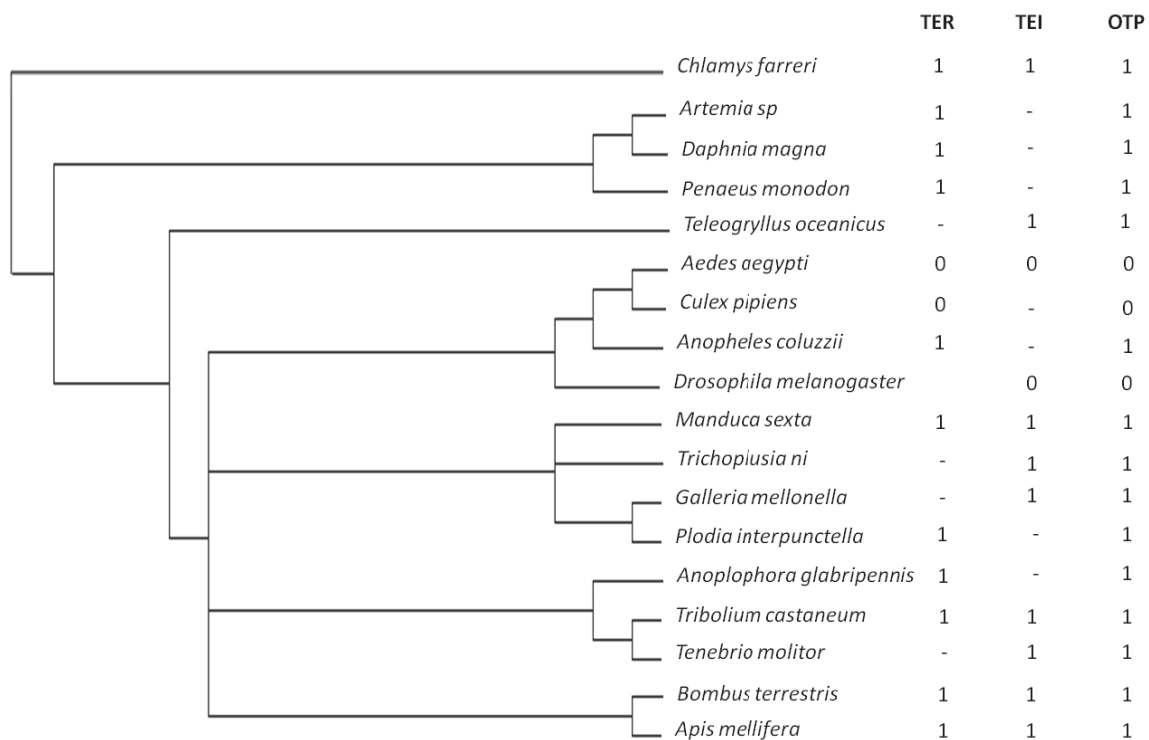 TER TEI OTP
Chlamys farreri 1 1 1
Artemia sp 1 - 1
Daphnia magna 1 - 1
Penaeus monodon 1 - 1
Teleogryllus oceanicus - 1 1
Aedes aegypti 0 0 0
Culex pipiens 0 - 0
Anopheles coluzzii 1 - 1
Drosophila melanogaster 0 0
Manduca sexta 1 1 1
Trichoplusia ni - 1 1
Galleria mellonella - 1 1
Plodia interpunctella 1 - 1
Anoplophora glabripennis 1 - 1
Tribolium castaneum 1 1 1
Tenebrio molitor - 1 1
Bombus terrestris 1 1 1
Apis mellifera 1 1 1